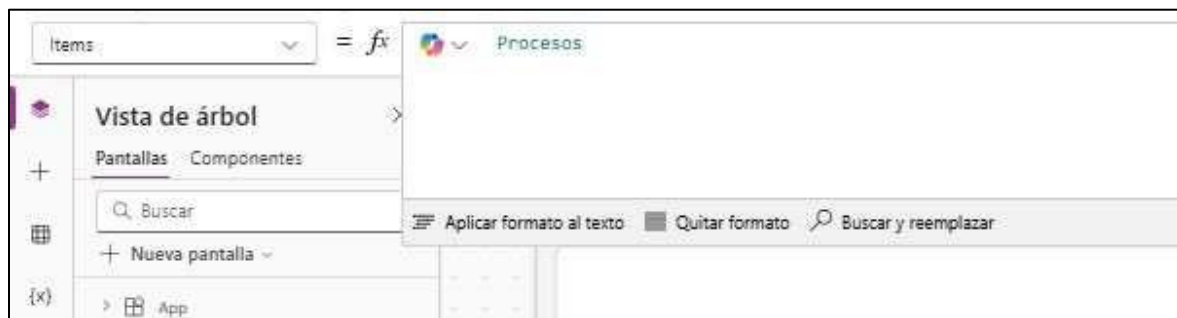 Items = fx Procesos
Vista de árbol
Pantallas Componentes
Buscar
Aplicar formato al texto Quitar formato Buscar y reemplazar
Nueva pantalla
{x}
App